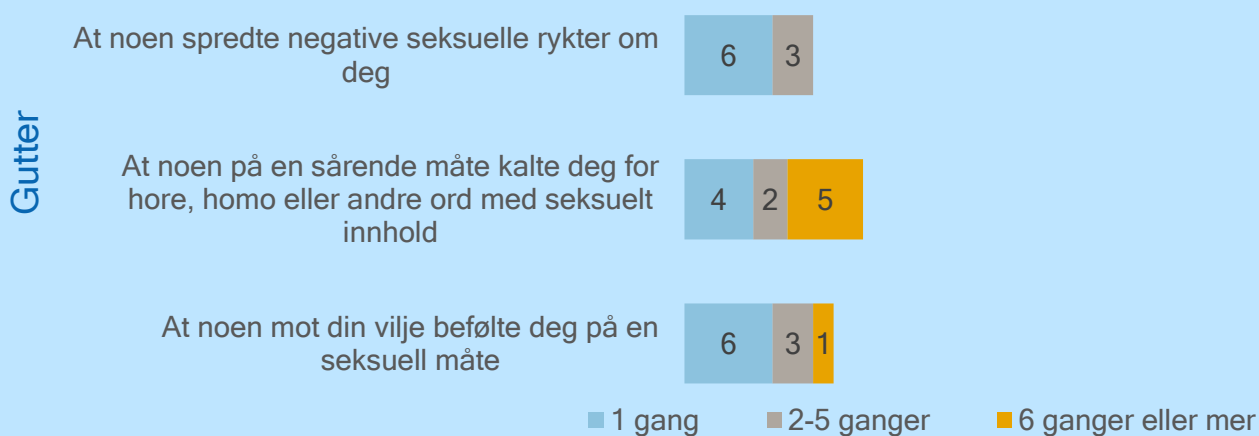 Gutter
At noen spredte negative seksuelle rykter om
deg
6 3
At noen på en sårende måte kalte deg for
hore, homo eller andre ord med seksuelt
innhold
4 2 5
At noen mot din vilje befølte deg på en
seksuell måte
6 3 1
1 gang 2-5 ganger 6 ganger eller mer